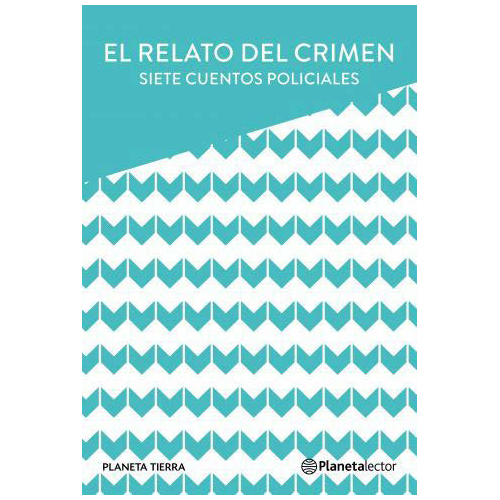 EL RELATO DEL CRIMEN
SIETE CUENTOS POLICIALES
PLANETA TIERRA
Planetalector